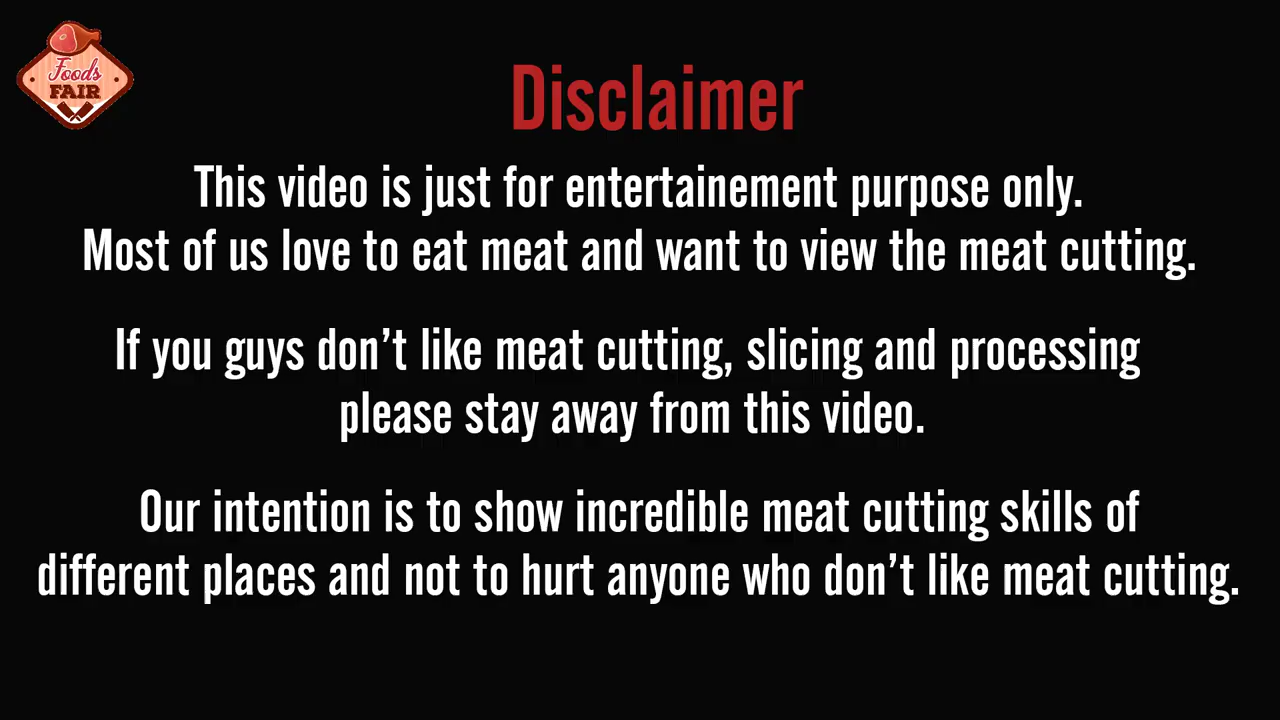 Foods
FAIR
Disclaimer
This video is just for entertainement purpose only.
Most of us love to eat meat and want to view the meat cutting.
If you guys don’t like meat cutting, slicing and processing
please stay away from this video.
Our intention is to show incredible meat cutting skills of
different places and not to hurt anyone who don’t like meat cutting.